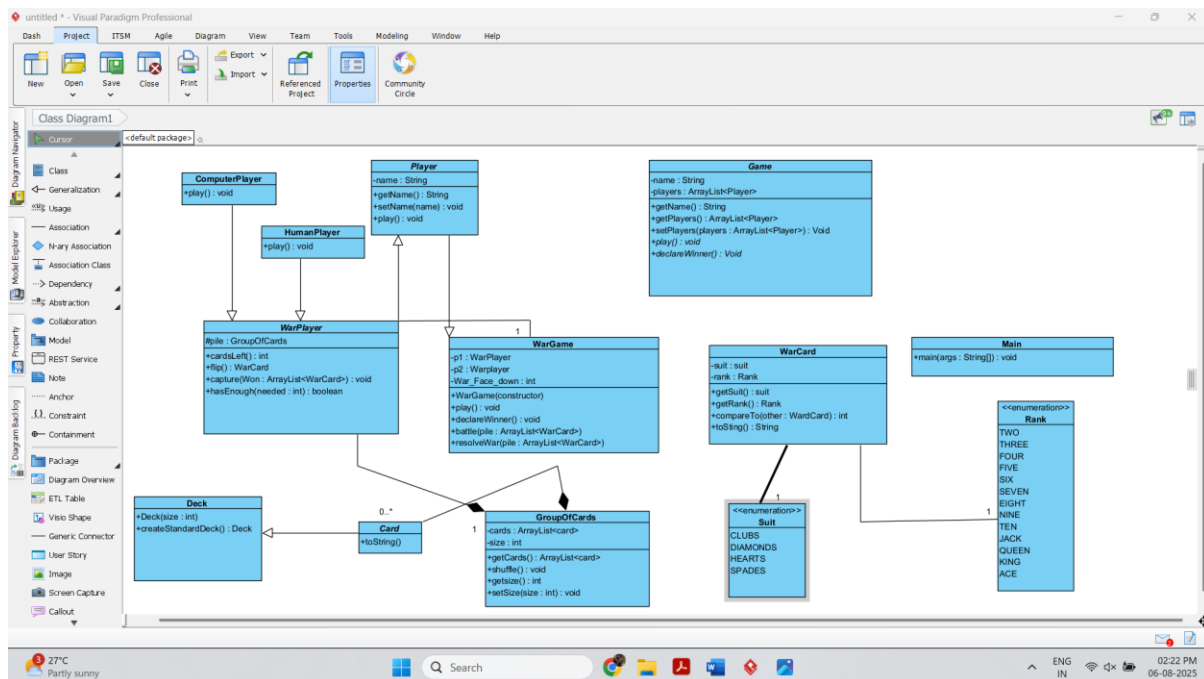 untitled * - Visual Paradigm Professional
Dash Project ITSM Agile Diagram View Team Tools Modeling Window Help
New
Open
Save
Close
Print
Export
Import
Referenced
Project
Properties
Community
Circle
Class Diagram1
<default package>
Diagram Navigator
Model Explorer
Property
Diagram Backlog
Cursor
Class
Generalization
Usage
Association
N-ary Association
Association Class
Dependency
Abstraction
Collaboration
Model
REST Service
Note
Anchor
Constraint
Containment
Package
Diagram Overview
ETL Table
Visio Shape
Generic Connector
User Story
Image
Screen Capture
Callout
ComputerPlayer
+play() : void
HumanPlayer
+play() : void
Player
-name : String
+getName() : String
+setName(name) : void
+play() : void
Game
-name : String
-players : ArrayList<Player>
+getName() : String
+getPlayers() : ArrayList<Player>
+setPlayers(players : ArrayList<Player>) : Void
+play() : void
+declareWinner() : Void
WarPlayer
#pile : GroupOfCards
+cardsLeft() : int
+flip() : WarCard
+capture(Won : ArrayList<WarCard>) : void
+hasEnough(needed : int) : boolean
1
WarGame
-p1 : WarPlayer
-p2 : Warplayer
-War_Face_down : int
+WarGame(constructor)
+play() : void
+declareWinner() : void
+battle(pile : ArrayList<WarCard>)
+resolveWar(pile : ArrayList<WarCard>)
WarCard
-suit : suit
-rank : Rank
+getSuit() : suit
+getRank() : Rank
+compareTo(other : WardCard) : int
+toSting() : String
Main
+main(args : String[]) : void
<<enumeration>>
Rank
TWO
THREE
FOUR
FIVE
SIX
SEVEN
EIGHT
NINE
TEN
JACK
QUEEN
KING
ACE
1
1
<<enumeration>>
Suit
CLUBS
DIAMONDS
HEARTS
SPADES
Deck
+Deck(size : int)
+createStandardDeck() : Deck
0..*
Card
+toString()
1
GroupOfCards
-cards : ArrayList<card>
-size : int
+getCards() : ArrayList<card>
+shuffle() : void
+getsize() : int
+setSize(size : int) : void
3
27°C
Partly sunny
Search
ENG
IN
02:22 PM
06-08-2025